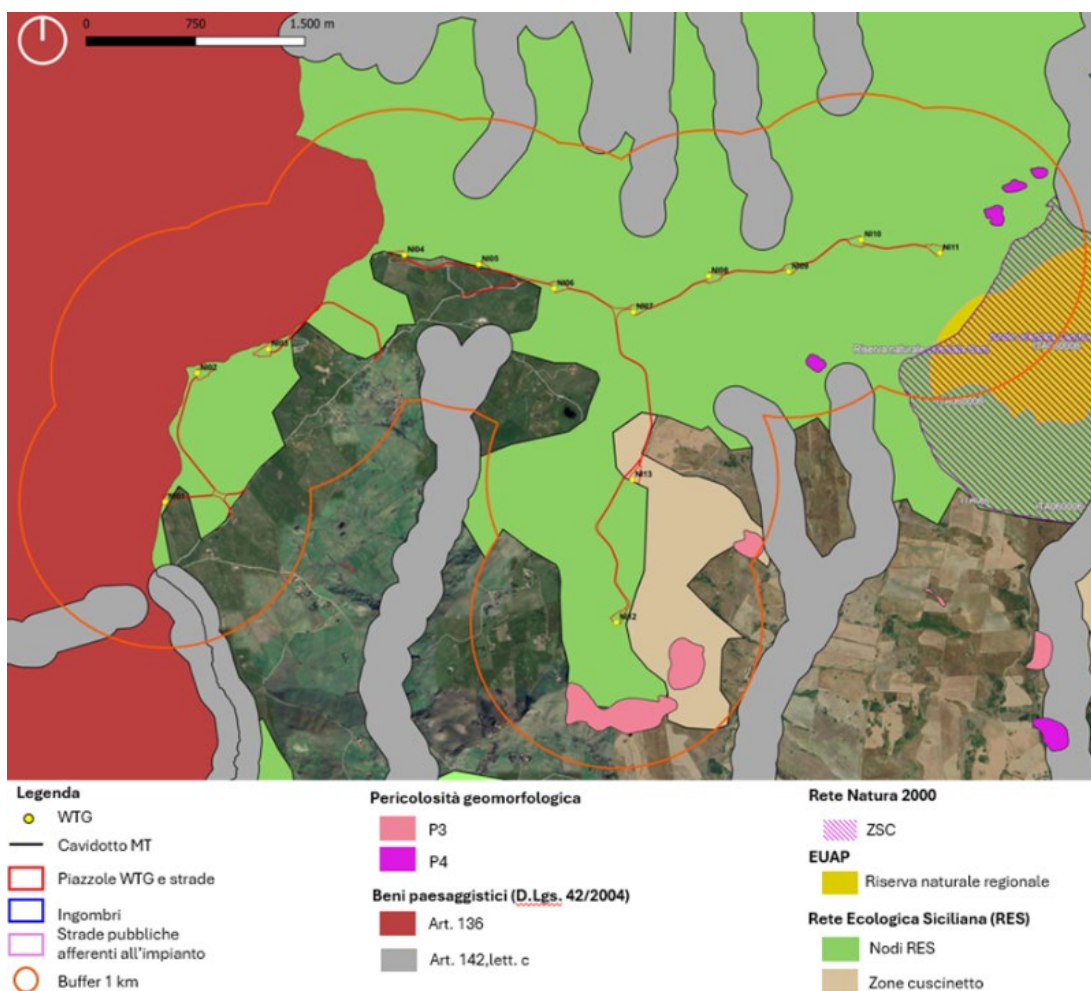 0 750 1.500 m
NI04
NI05
NI06
NI07
NI08
NI09
NI10
NI11
NI03
NI02
NI13
Riserva naturale
ITA060006
Legenda
WTG
Cavidotto MT
Piazzole WTG e strade
Ingombri
Strade pubbliche
afferenti all'impianto
Buffer 1 km
Pericolosità geomorfologica
P3
P4
Beni paesaggistici (D.Lgs. 42/2004)
Art. 136
Art. 142,lett. c
Rete Natura 2000
ZSC
EUAP
Riserva naturale regionale
Rete Ecologica Siciliana (RES)
Nodi RES
Zone cuscinetto